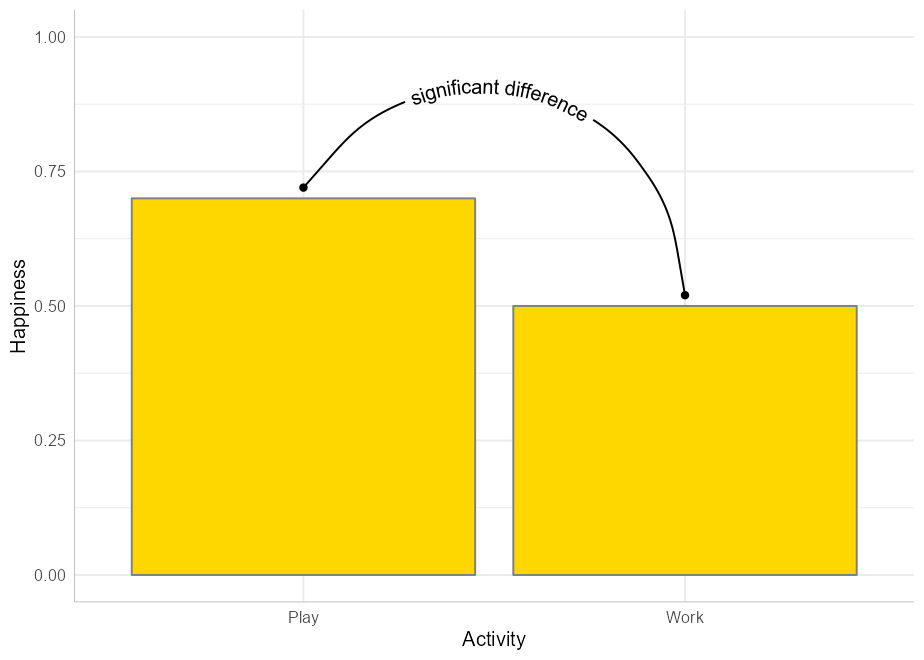 1.00
significant difference
0.75
Happiness
0.50
0.25
0.00
Play
Work
Activity